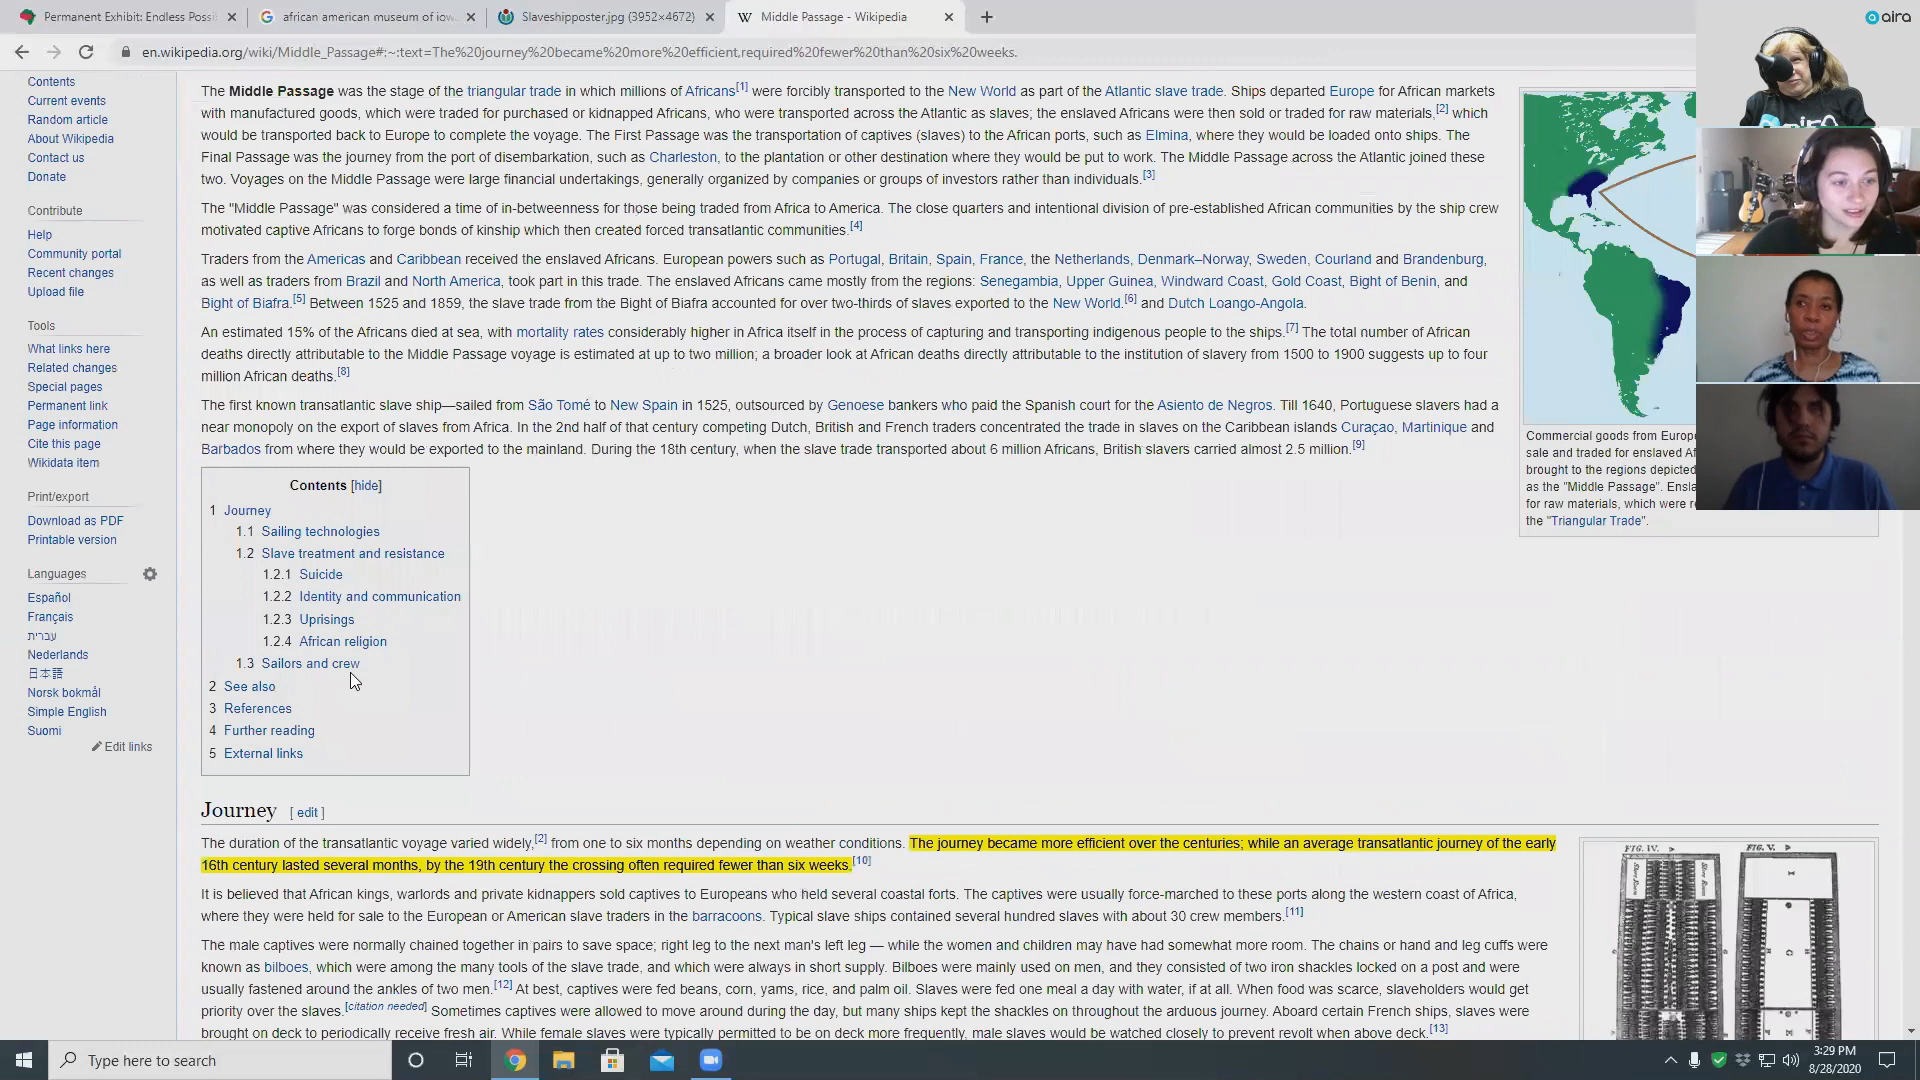 Permanent Exhibit: Endless Possi
african american museum of iow
Slaveshipposter.jpg (3952×4672)
Middle Passage - Wikipedia
aira
en.wikipedia.org/wiki/Middle_Passage#:~:text=The%20journey%20became%20more%20efficient,required%20fewer%20than%20six%20weeks.
Contents
Current events
Random article
About Wikipedia
Contact us
Donate
Contribute
Help
Community portal
Recent changes
Upload file
Tools
What links here
Related changes
Special pages
Permanent link
Page information
Cite this page
Wikidata item
Print/export
Download as PDF
Printable version
Languages
Español
Français
עברית
Nederlands
日本語
Norsk bokmål
Simple English
Suomi
Edit links
The Middle Passage was the stage of the triangular trade in which millions of Africans[1] were forcibly transported to the New World as part of the Atlantic slave trade. Ships departed Europe for African markets
with manufactured goods, which were traded for purchased or kidnapped Africans, who were transported across the Atlantic as slaves; the enslaved Africans were then sold or traded for raw materials,[2] which
would be transported back to Europe to complete the voyage. The First Passage was the transportation of captives (slaves) to the African ports, such as Elmina, where they would be loaded onto ships. The
Final Passage was the journey from the port of disembarkation, such as Charleston, to the plantation or other destination where they would be put to work. The Middle Passage across the Atlantic joined these
two. Voyages on the Middle Passage were large financial undertakings, generally organized by companies or groups of investors rather than individuals.[3]
The "Middle Passage" was considered a time of in-betweenness for those being traded from Africa to America. The close quarters and intentional division of pre-established African communities by the ship crew
motivated captive Africans to forge bonds of kinship which then created forced transatlantic communities.[4]
Traders from the Americas and Caribbean received the enslaved Africans. European powers such as Portugal, Britain, Spain, France, the Netherlands, Denmark–Norway, Sweden, Courland and Brandenburg,
as well as traders from Brazil and North America, took part in this trade. The enslaved Africans came mostly from the regions: Senegambia, Upper Guinea, Windward Coast, Gold Coast, Bight of Benin, and
Bight of Biafra.[5] Between 1525 and 1859, the slave trade from the Bight of Biafra accounted for over two-thirds of slaves exported to the New World.[6] and Dutch Loango-Angola.
An estimated 15% of the Africans died at sea, with mortality rates considerably higher in Africa itself in the process of capturing and transporting indigenous people to the ships.[7] The total number of African
deaths directly attributable to the Middle Passage voyage is estimated at up to two million; a broader look at African deaths directly attributable to the institution of slavery from 1500 to 1900 suggests up to four
million African deaths.[8]
The first known transatlantic slave ship—sailed from São Tomé to New Spain in 1525, outsourced by Genoese bankers who paid the Spanish court for the Asiento de Negros. Till 1640, Portuguese slavers had a
near monopoly on the export of slaves from Africa. In the 2nd half of that century competing Dutch, British and French traders concentrated the trade in slaves on the Caribbean islands Curaçao, Martinique and
Barbados from where they would be exported to the mainland. During the 18th century, when the slave trade transported about 6 million Africans, British slavers carried almost 2.5 million.[9]
Commercial goods from Europ
sale and traded for enslaved Af
brought to the regions depicted
as the "Middle Passage". Ensla
for raw materials, which were r
the "Triangular Trade".
Contents [hide]
1 Journey
1.1 Sailing technologies
1.2 Slave treatment and resistance
1.2.1 Suicide
1.2.2 Identity and communication
1.2.3 Uprisings
1.2.4 African religion
1.3 Sailors and crew
2 See also
3 References
4 Further reading
5 External links
Journey [ edit ]
The duration of the transatlantic voyage varied widely,[2] from one to six months depending on weather conditions. The journey became more efficient over the centuries; while an average transatlantic journey of the early
16th century lasted several months, by the 19th century the crossing often required fewer than six weeks.[10]
It is believed that African kings, warlords and private kidnappers sold captives to Europeans who held several coastal forts. The captives were usually force-marched to these ports along the western coast of Africa,
where they were held for sale to the European or American slave traders in the barracoons. Typical slave ships contained several hundred slaves with about 30 crew members.[11]
The male captives were normally chained together in pairs to save space; right leg to the next man's left leg — while the women and children may have had somewhat more room. The chains or hand and leg cuffs were
known as bilboes, which were among the many tools of the slave trade, and which were always in short supply. Bilboes were mainly used on men, and they consisted of two iron shackles locked on a post and were
usually fastened around the ankles of two men.[12] At best, captives were fed beans, corn, yams, rice, and palm oil. Slaves were fed one meal a day with water, if at all. When food was scarce, slaveholders would get
priority over the slaves.[citation needed] Sometimes captives were allowed to move around during the day, but many ships kept the shackles on throughout the arduous journey. Aboard certain French ships, slaves were
brought on deck to periodically receive fresh air. While female slaves were typically permitted to be on deck more frequently, male slaves would be watched closely to prevent revolt when above deck.[13]
FIG. IV. FIG. V.
Type here to search
3:29 PM
8/28/2020